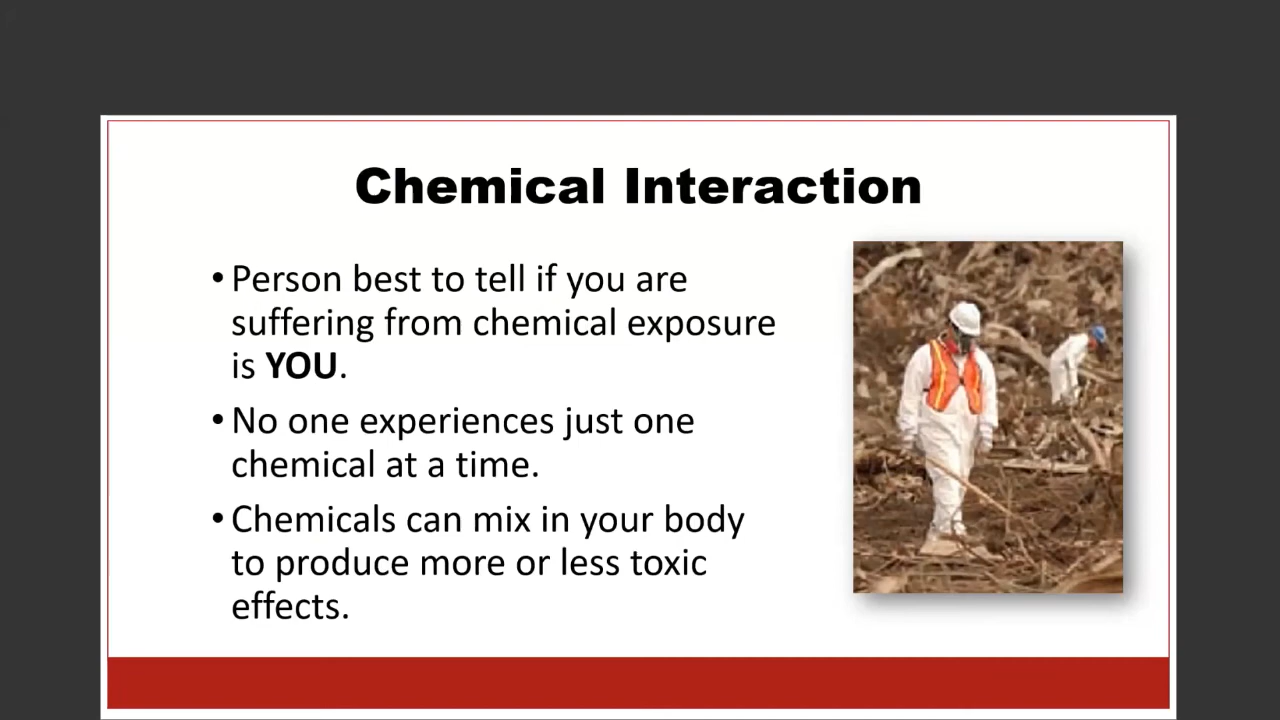 Chemical Interaction
•Person best to tell if you are
suffering from chemical exposure
is YOU.
•No one experiences just one
chemical at a time.
•Chemicals can mix in your body
to produce more or less toxic
effects.